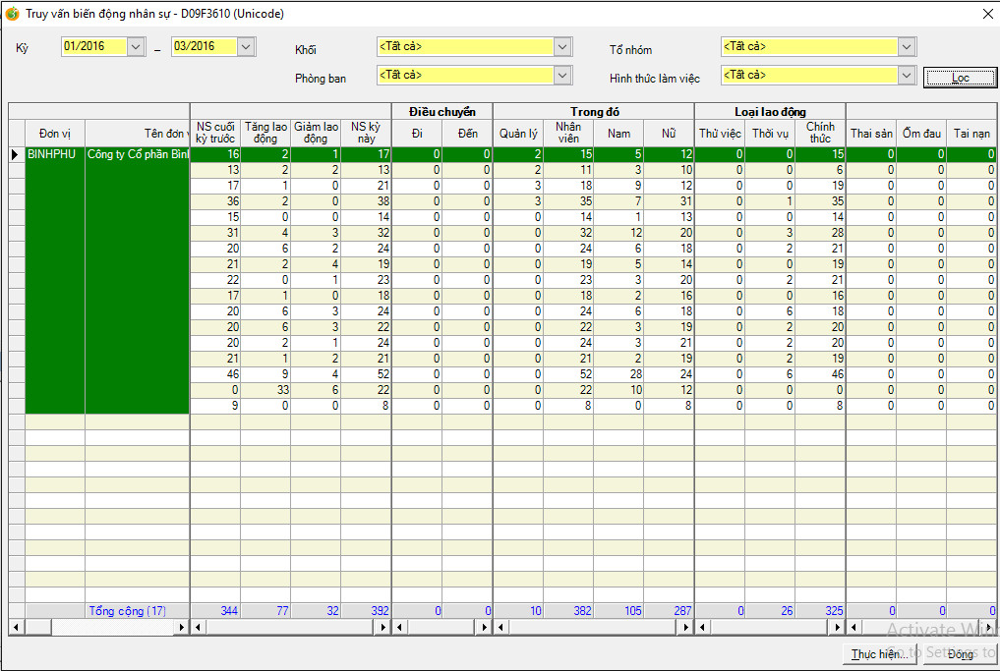 Truy vấn biến động nhân sự - D09F3610 (Unicode)
Kỳ 01/2016 – 03/2016 Khối <Tất cả> Tổ nhóm <Tất cả>
Phòng ban <Tất cả> Hình thức làm việc <Tất cả> Lọc
Điều chuyển Trong đó Loại lao động
Đơn vị Tên đơn v NS cuối kỳ trước Tăng lao động Giảm lao động NS kỳ này Đi Đến Quản lý Nhân viên Nam Nữ Thử việc Thời vụ Chính thức Thai sản Ốm đau Tai nạn
BINHPHU Công ty Cổ phần Bìnl 16 2 1 17 0 0 2 15 5 12 0 0 15 0 0 0
13 2 2 13 0 0 2 11 3 10 0 0 6 0 0 0
17 1 0 21 0 0 3 18 9 12 0 0 19 0 0 0
36 2 0 38 0 0 3 35 7 31 0 1 35 0 0 0
15 0 0 14 0 0 0 14 1 13 0 0 14 0 0 0
31 4 3 32 0 0 0 32 12 20 0 3 28 0 0 0
20 6 2 24 0 0 0 24 6 18 0 2 21 0 0 0
21 2 4 19 0 0 0 19 5 14 0 0 19 0 0 0
22 0 1 23 0 0 0 23 3 20 0 2 21 0 0 0
17 1 0 18 0 0 0 18 2 16 0 0 16 0 0 0
20 6 3 24 0 0 0 24 6 18 0 6 18 0 0 0
20 6 3 22 0 0 0 22 3 19 0 2 20 0 0 0
20 2 1 24 0 0 0 24 3 21 0 2 20 0 0 0
21 1 2 21 0 0 0 21 2 19 0 2 19 0 0 0
46 9 4 52 0 0 0 52 28 24 0 6 46 0 0 0
0 33 6 22 0 0 0 22 10 12 0 0 0 0 0 0
9 0 0 8 0 0 0 8 0 8 0 0 8 0 0 0
Tổng cộng (17) 344 77 32 392 0 0 10 382 105 287 0 26 325 0 0 0
Activate Win
Thực hiện... Go to Settings to Đóng